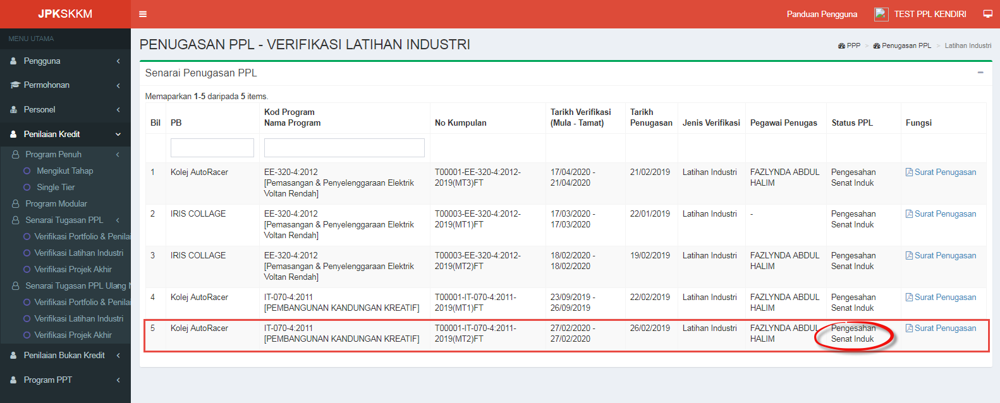 JPKSKKM
Panduan Pengguna
TEST PPL KENDIRI
MENU UTAMA
Pengguna
Permohonan
Personel
Penilaian Kredit
Program Penuh
Mengikut Tahap
Single Tier
Program Modular
Senarai Tugasan PPL
Verifikasi Portfolio & Penilai
Verifikasi Latihan Industri
Verifikasi Projek Akhir
Senarai Tugasan PPL Ulang
Verifikasi Portfolio & Penilai
Verifikasi Latihan Industri
Verifikasi Projek Akhir
Penilaian Bukan Kredit
Program PPT
PENUGASAN PPL - VERIFIKASI LATIHAN INDUSTRI
PPP > Penugasan PPL > Latihan Industri
Senarai Penugasan PPL
Memaparkan 1-5 daripada 5 items.
Bil
PB
Kod Program
Nama Program
No Kumpulan
Tarikh Verifikasi
(Mula - Tamat)
Tarikh
Penugasan
Jenis Verifikasi
Pegawai Penugas
Status PPL
Fungsi
1
Kolej AutoRacer
EE-320-4:2012
[Pemasangan & Penyelenggaraan Elektrik
Voltan Rendah]
T00001-EE-320-4:2012-
2019(MT3)FT
17/04/2020 -
21/04/2020
21/02/2019
Latihan Industri
FAZLYNDA ABDUL
HALIM
Pengesahan
Senat Induk
Surat Penugasan
2
IRIS COLLAGE
EE-320-4:2012
[Pemasangan & Penyelenggaraan Elektrik
Voltan Rendah]
T00003-EE-320-4:2012-
2019(MT1)FT
17/03/2020 -
17/03/2020
22/01/2019
Latihan Industri
-
Pengesahan
Senat Induk
Surat Penugasan
3
IRIS COLLAGE
EE-320-4:2012
[Pemasangan & Penyelenggaraan Elektrik
Voltan Rendah]
T00003-EE-320-4:2012-
2019(MT2)FT
18/02/2020 -
18/02/2020
19/02/2019
Latihan Industri
FAZLYNDA ABDUL
HALIM
Pengesahan
Senat Induk
Surat Penugasan
4
Kolej AutoRacer
IT-070-4:2011
[PEMBANGUNAN KANDUNGAN KREATIF]
T00001-IT-070-4:2011-
2019(MT1)FT
23/09/2019 -
26/09/2019
22/02/2019
Latihan Industri
FAZLYNDA ABDUL
HALIM
Pengesahan
Senat Induk
Surat Penugasan
5
Kolej AutoRacer
IT-070-4:2011
[PEMBANGUNAN KANDUNGAN KREATIF]
T00001-IT-070-4:2011-
2019(MT2)FT
27/02/2020 -
27/02/2020
26/02/2019
Latihan Industri
FAZLYNDA ABDUL
HALIM
Pengesahan
Senat Induk
Surat Penugasan